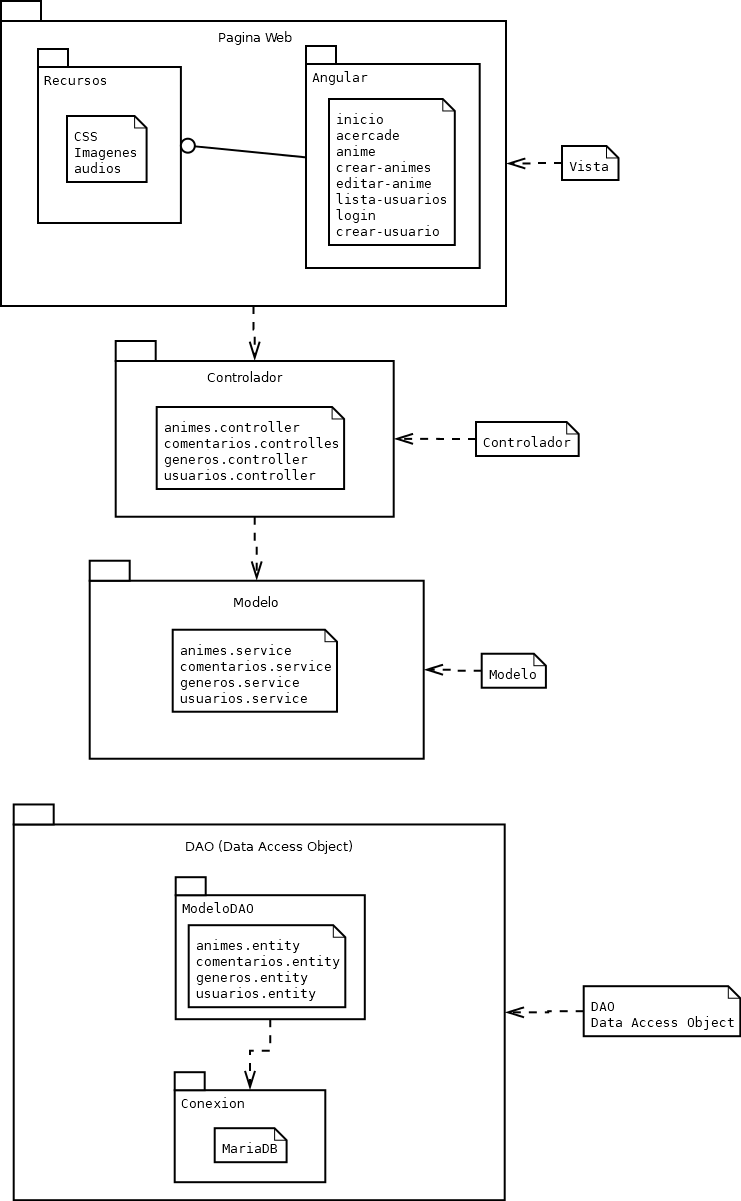 Pagina Web
Recursos
CSS
Imagenes
audios
Angular
inicio
acercade
anime
crear-animes
editar-anime
lista-usuarios
login
crear-usuario
Vista
Controlador
animes.controller
comentarios.controlles
generos.controller
usuarios.controller
Controlador
Modelo
animes.service
comentarios.service
generos.service
usuarios.service
Modelo
DAO (Data Access Object)
ModeloDAO
animes.entity
comentarios.entity
generos.entity
usuarios.entity
DAO
Data Access Object
Conexion
MariaDB